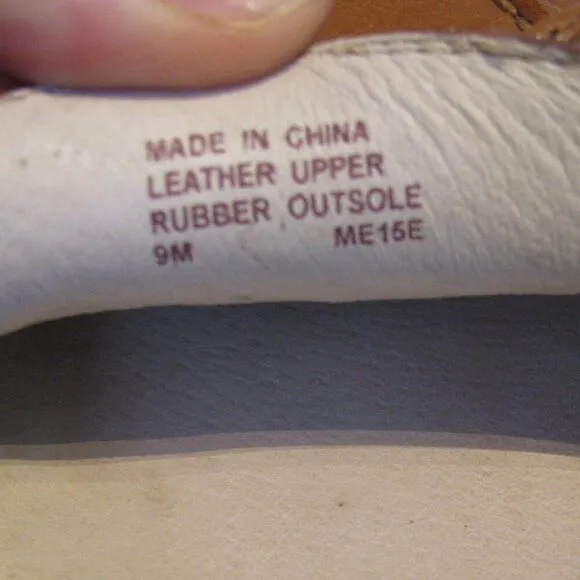 MADE IN CHINA
LEATHER UPPER
RUBBER OUTSOLE
9M ME15E